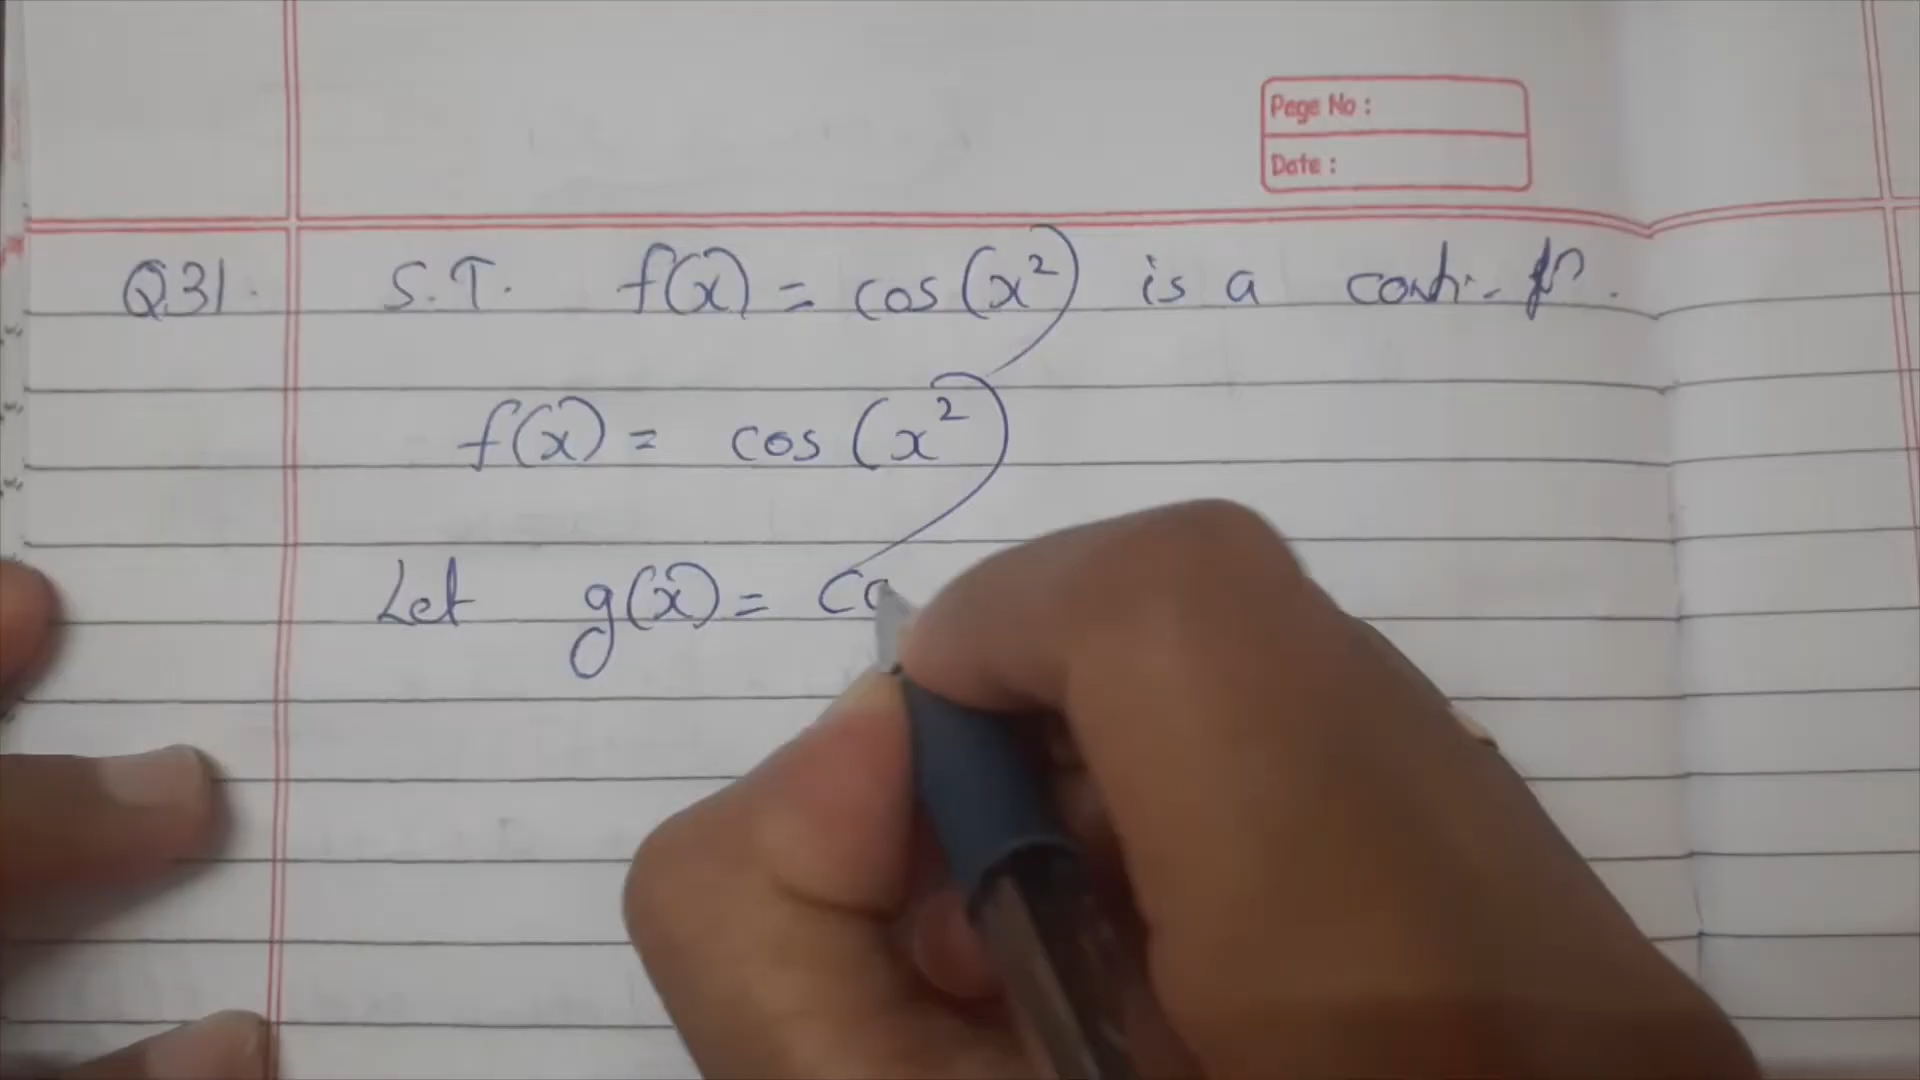 Page No :
Date :
Q31. S.T. f(x) = cos(x²) is a conti. fn.
f(x) = cos(x²)
Let g(x) = co